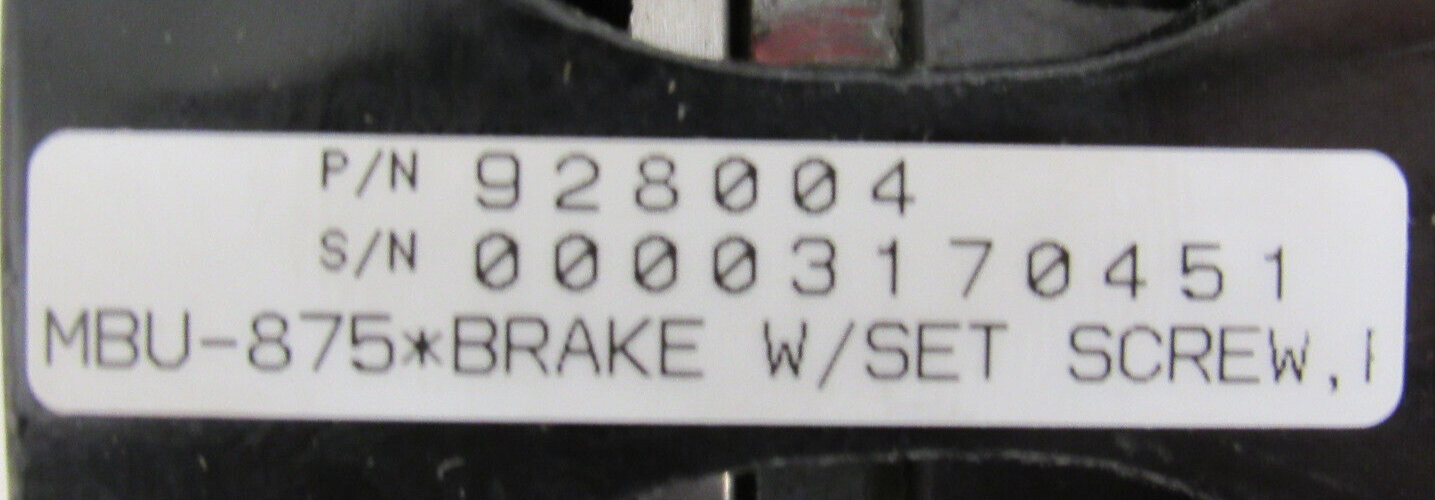 P/N 928004
S/N 00003170451
MBU-875*BRAKE W/SET SCREW,